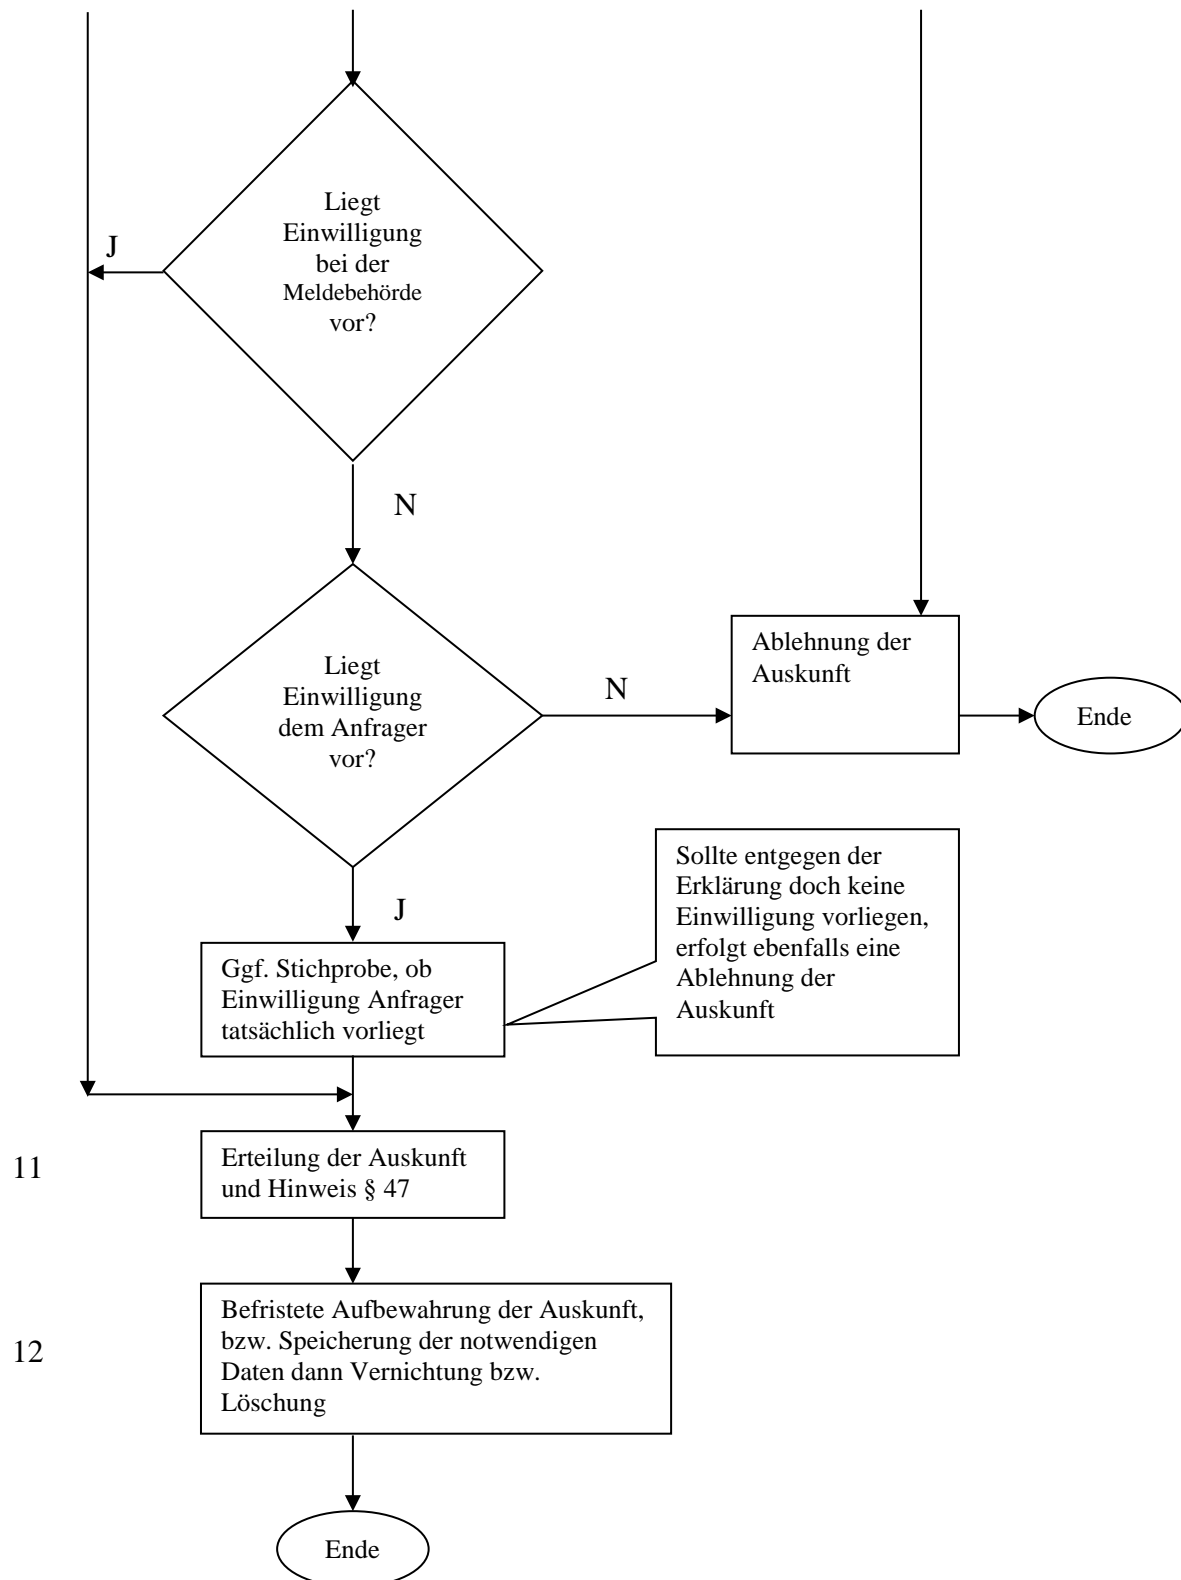 Liegt
Einwilligung
bei der
Meldebehörde
vor?
J
N
Liegt
Einwilligung
dem Anfrager
vor?
N
Ablehnung der
Auskunft
Ende
J
Sollte entgegen der
Erklärung doch keine
Einwilligung vorliegen,
erfolgt ebenfalls eine
Ablehnung der
Auskunft
Ggf. Stichprobe, ob
Einwilligung Anfrager
tatsächlich vorliegt
11
Erteilung der Auskunft
und Hinweis § 47
12
Befristete Aufbewahrung der Auskunft,
bzw. Speicherung der notwendigen
Daten dann Vernichtung bzw.
Löschung
Ende